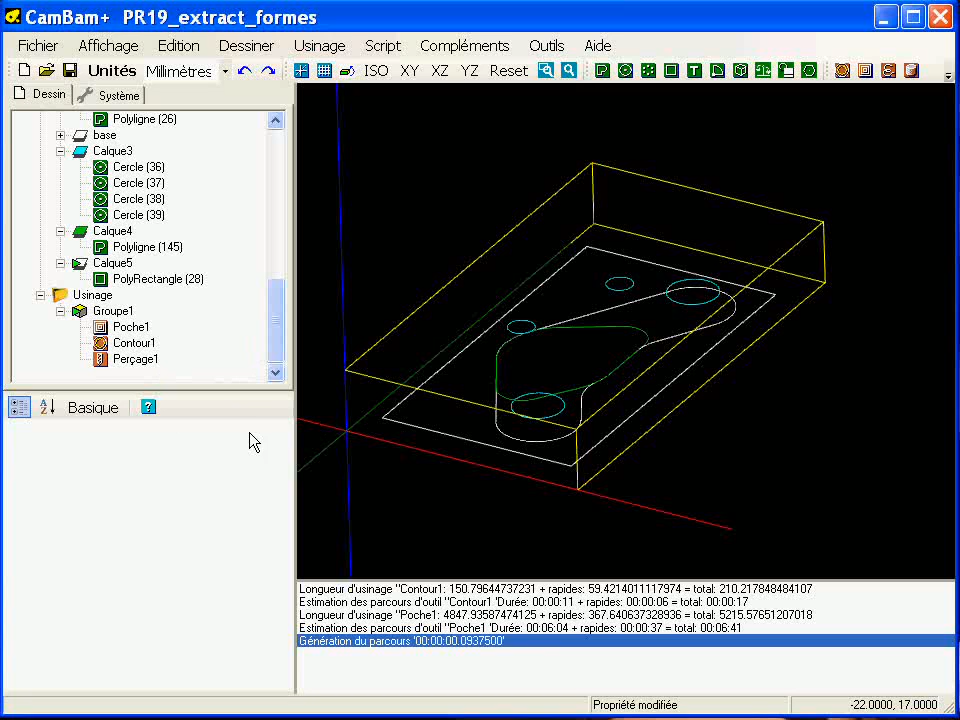 CamBam+ PR19_extract_formes
Fichier Affichage Edition Dessiner Usinage Script Compléments Outils Aide
Unités Millimètres ISO XY XZ YZ Reset
Dessin Système
Polyligne (26)
base
Calque3
Cercle (36)
Cercle (37)
Cercle (38)
Cercle (39)
Calque4
Polyligne (145)
Calque5
PolyRectangle (28)
Usinage
Groupe1
Poche1
Contour1
Perçage1
Basique
Longueur d'usinage ''Contour1: 150.79644737231 + rapides: 59.4214011117974 = total: 210.217848484107
Estimation des parcours d'outil ''Contour1 'Durée: 00:00:11 + rapides: 00:00:06 = total: 00:00:17
Longueur d'usinage ''Poche1: 4847.93587474125 + rapides: 367.640637328936 = total: 5215.57651207018
Estimation des parcours d'outil ''Poche1 'Durée: 00:06:04 + rapides: 00:00:37 = total: 00:06:41
Génération du parcours '00:00:00.0937500'
Propriété modifiée -22.0000, 17.0000